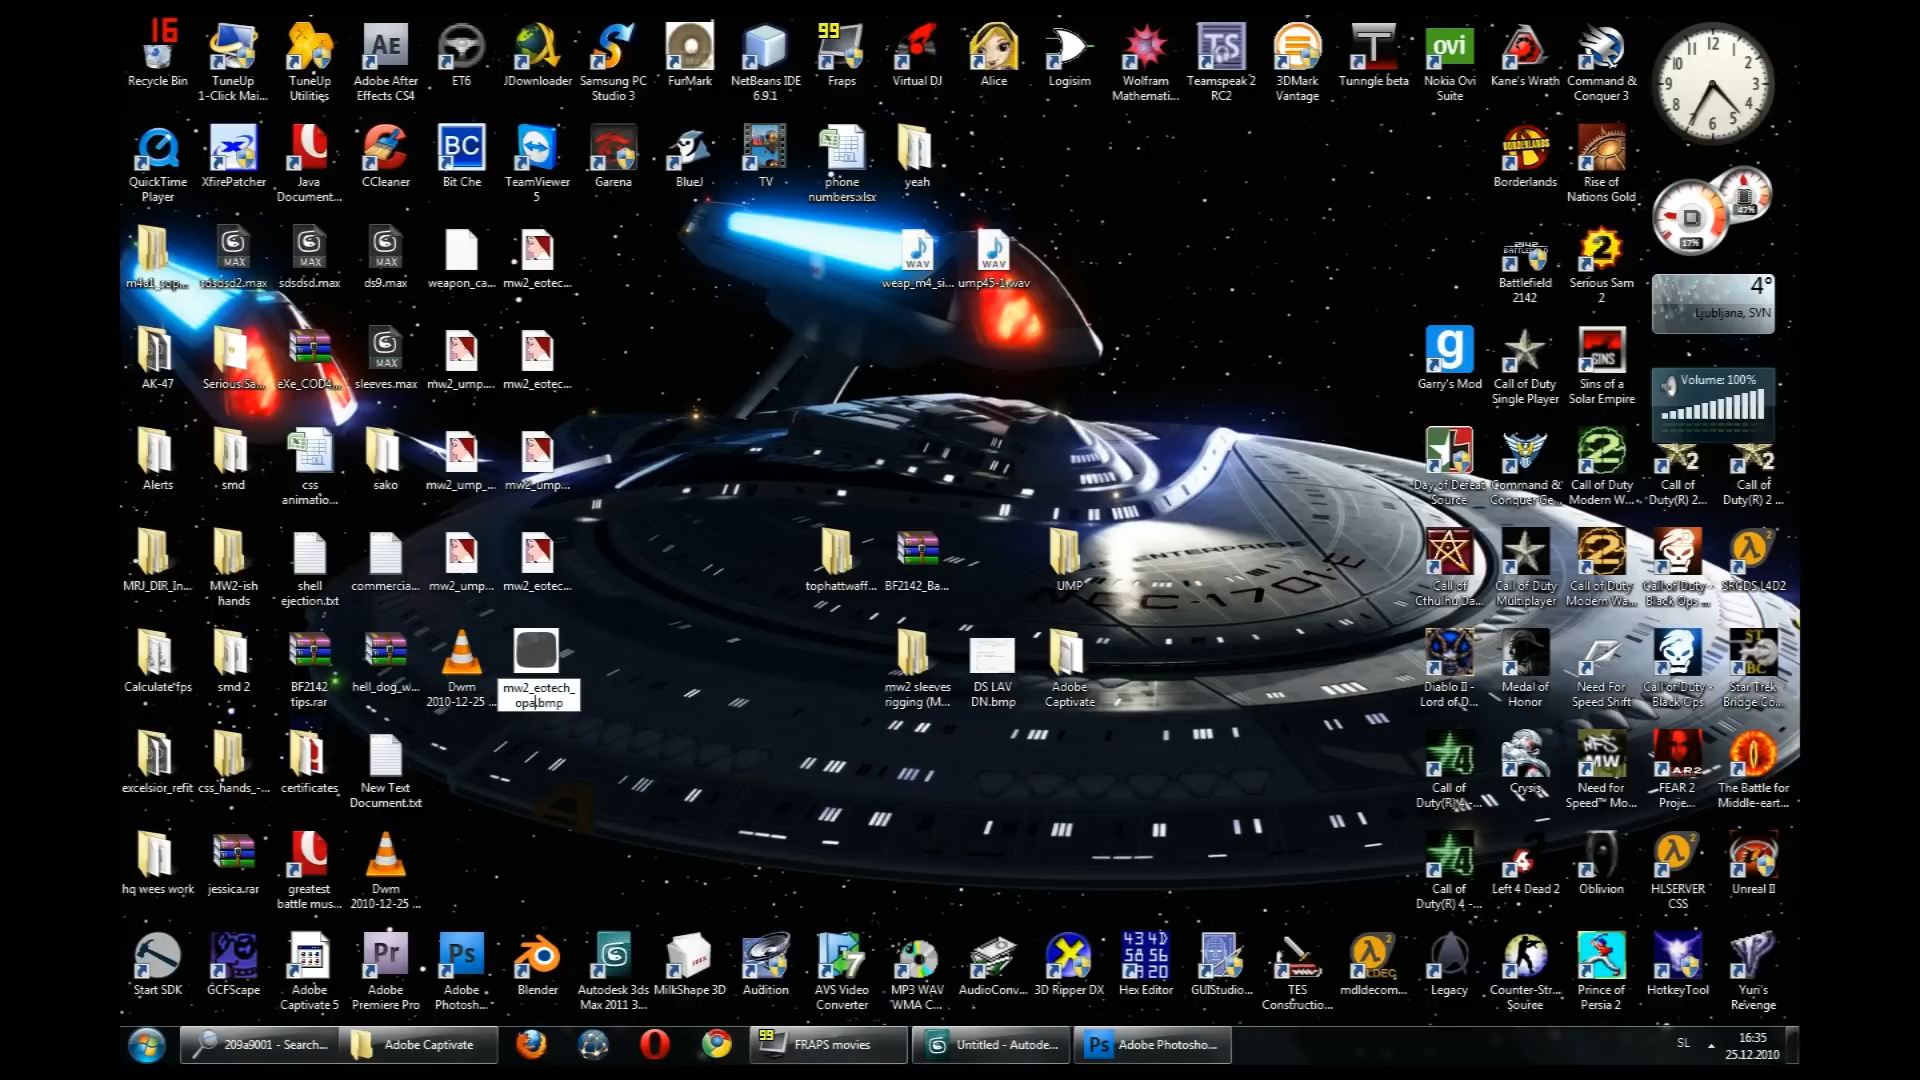 16
99
Recycle Bin
TuneUp
1-Click Mai...
TuneUp
Utilities
Adobe After
Effects CS4
ET6
JDownloader
Samsung PC
Studio 3
FurMark
NetBeans IDE
6.9.1
Fraps
Virtual DJ
Alice
Logisim
Wolfram
Mathemati...
Teamspeak 2
RC2
3DMark
Vantage
Tunngle beta
Nokia Ovi
Suite
Kane's Wrath
Command &
Conquer 3
QuickTime
Player
XfirePatcher
Java
Document...
CCleaner
Bit Che
TeamViewer
5
Garena
BlueJ
TV
phone
numbers.xlsx
yeah
Borderlands
Rise of
Nations Gold
47%
17%
m4a1_sop...
sdsdsd2.max
sdsdsd.max
ds9.max
weapon_ca...
mw2_eotec...
weap_m4_si...
ump45-1.wav
Battlefield
2142
Serious Sam
2
4°
Ljubljana, SVN
AK-47
Serious Sa...
eXe_COD4...
sleeves.max
mw2_ump...
mw2_eotec...
Garry's Mod
Call of Duty
Single Player
Sins of a
Solar Empire
Volume: 100%
Alerts
smd
css
animatio...
sako
mw2_ump_...
mw2_ump...
Day of Defeat
Source
Command &
Conquer Ge...
Call of Duty
Modern W...
Call of
Duty(R) 2...
Call of
Duty(R) 2 ...
MRJ_DIR_In...
MW2-ish
hands
shell
ejection.txt
commercia...
mw2_ump...
mw2_eotec...
tophattwaff...
BF2142_Ba...
UMP
ENTERPRISE
NCC-1701
Call of
Cthulhu Da...
Call of Duty
Multiplayer
Call of Duty
Modern Wa...
Call of Duty -
Black Ops ...
SRCDS L4D2
Calculate fps
smd 2
BF2142
tips.rar
hell_dog_w...
Dwm
2010-12-25 ...
mw2_eotech_
opa.bmp
mw2 sleeves
rigging (M...
DS LAV
DN.bmp
Adobe
Captivate
Diablo II -
Lord of D...
Medal of
Honor
Need For
Speed Shift
Call of Duty -
Black Ops
Star Trek
Bridge Co...
excelsior_refit
css_hands_-...
certificates
New Text
Document.txt
Call of
Duty(R) 4 -...
Crysis
Need for
Speed™ Mo...
FEAR 2
Proje...
The Battle for
Middle-eart...
hq wees work
jessica.rar
greatest
battle mus...
Dwm
2010-12-25 ...
Call of
Duty(R) 4 -...
Left 4 Dead 2
Oblivion
HLSERVER
CSS
Unreal II
Start SDK
GCFScape
Adobe
Captivate 5
Adobe
Premiere Pro
Adobe
Photosh...
Blender
Autodesk 3ds
Max 2011 3...
MilkShape 3D
Audition
AVS Video
Converter
MP3 WAV
WMA C...
AudioConv...
3D Ripper DX
Hex Editor
GUIStudio...
TES
Constructio...
mdldecom...
Legacy
Counter-Str...
Source
Prince of
Persia 2
HotkeyTool
Yuri's
Revenge
209a9001 - Search...
Adobe Captivate
FRAPS movies
Untitled - Autode...
Adobe Photosho...
SL
16:35
25.12.2010